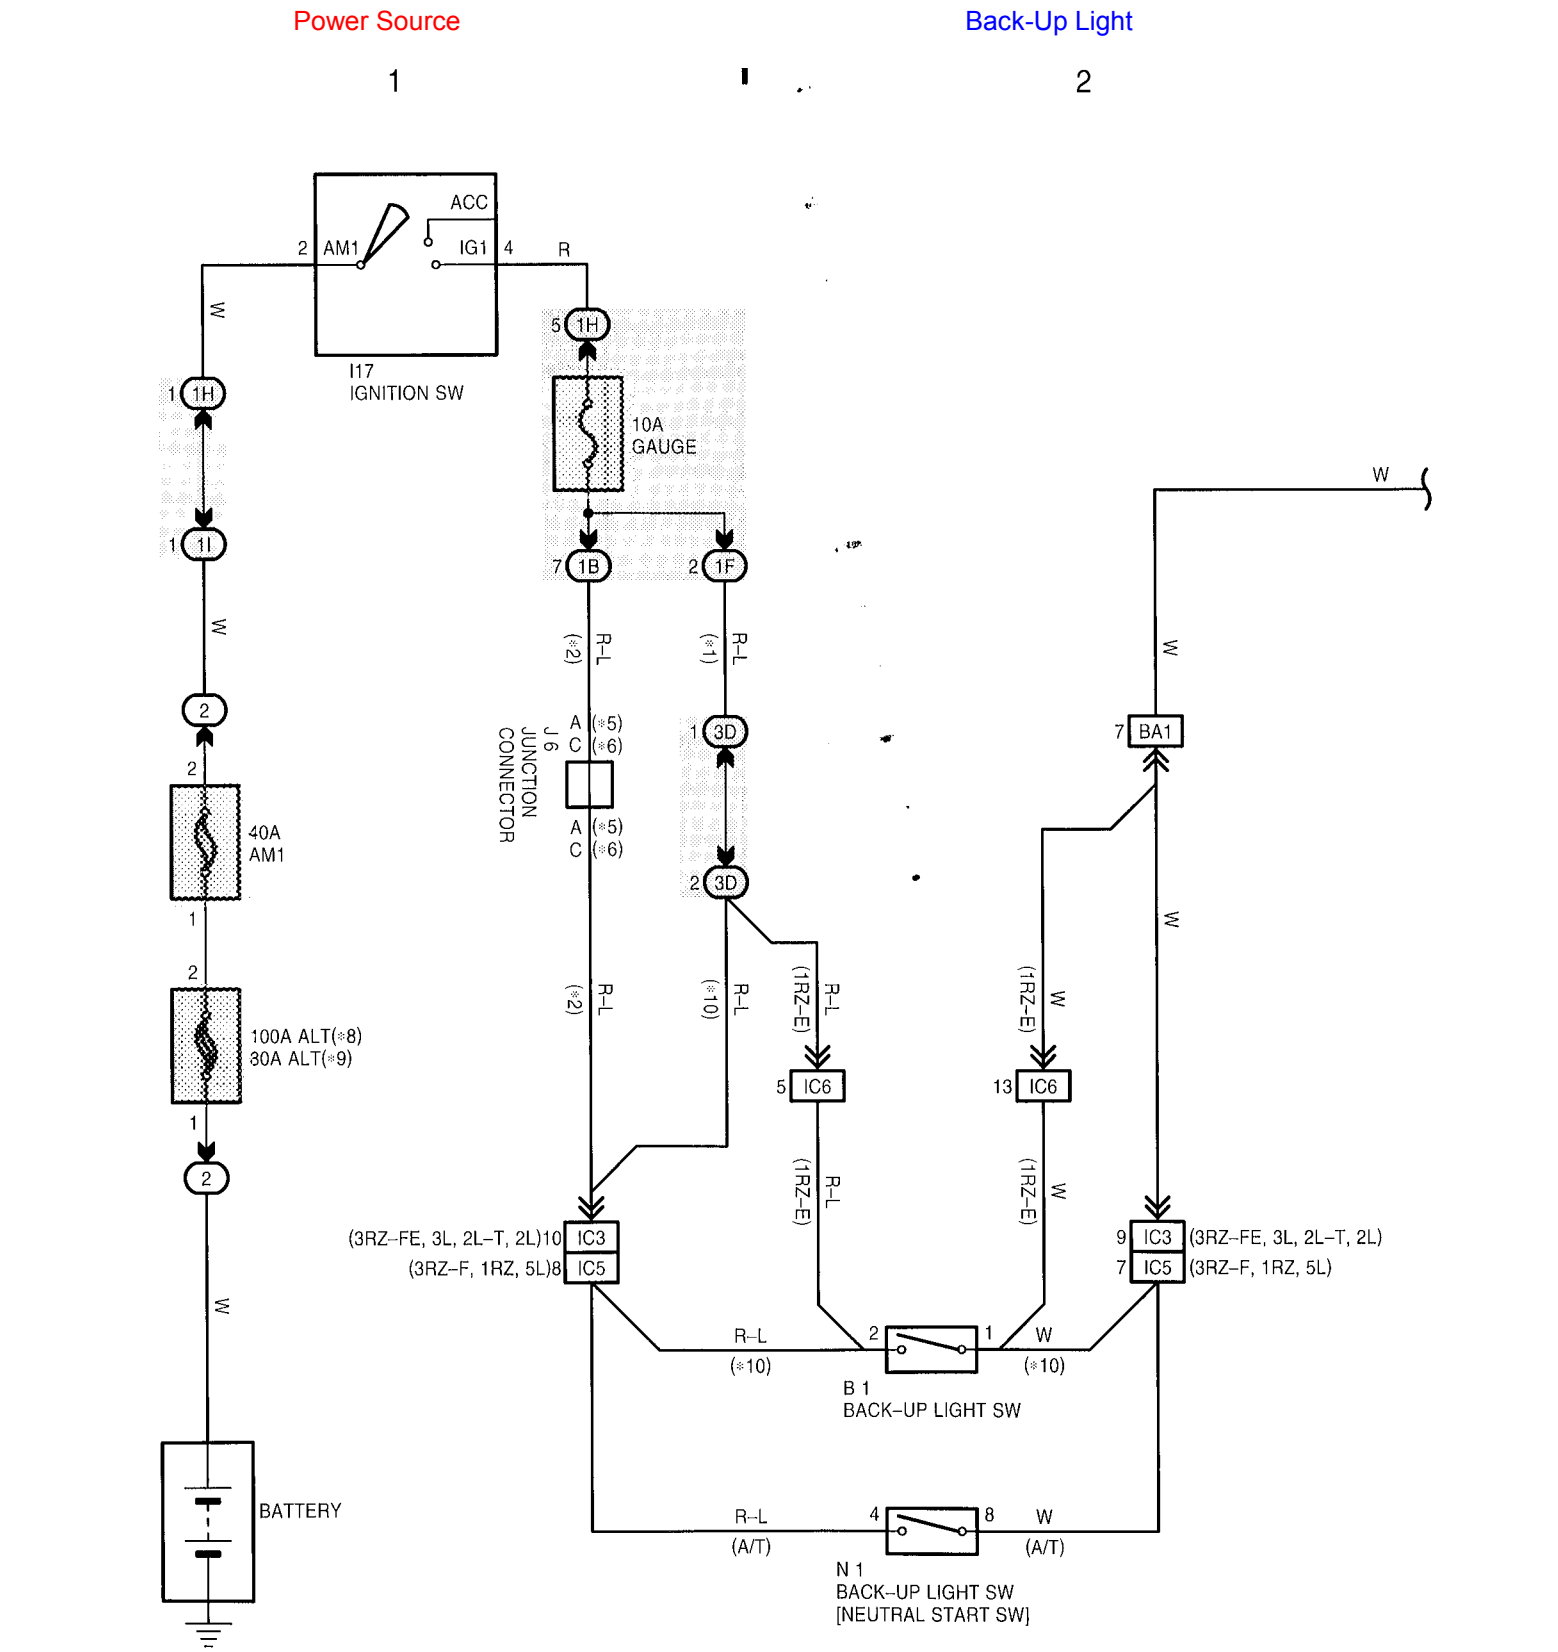 Power Source
Back-Up Light
1
2
ACC
2
AM1
IG1
4
R
W
I17
IGNITION SW
5
1H
1
1H
10A
GAUGE
W
1
1I
7
1B
2
1F
W
R–L
(*2)
R–L
(*1)
W
2
7
BA1
J 6
JUNCTION
CONNECTOR
A (*5)
C (*6)
1
3D
2
40A
AM1
A (*5)
C (*6)
2
3D
1
W
2
R–L
(*2)
R–L
(*10)
R–L
(1RZ–E)
W
(1RZ–E)
100A ALT(*8)
80A ALT(*9)
5
IC6
13
IC6
1
2
R–L
(1RZ–E)
W
(1RZ–E)
(3RZ–FE, 3L, 2L–T, 2L)10
IC3
9
IC3
(3RZ–FE, 3L, 2L–T, 2L)
(3RZ–F, 1RZ, 5L)8
IC5
7
IC5
(3RZ–F, 1RZ, 5L)
W
R–L
(*10)
2
1
W
(*10)
B 1
BACK–UP LIGHT SW
BATTERY
R–L
(A/T)
4
8
W
(A/T)
N 1
BACK–UP LIGHT SW
[NEUTRAL START SW]